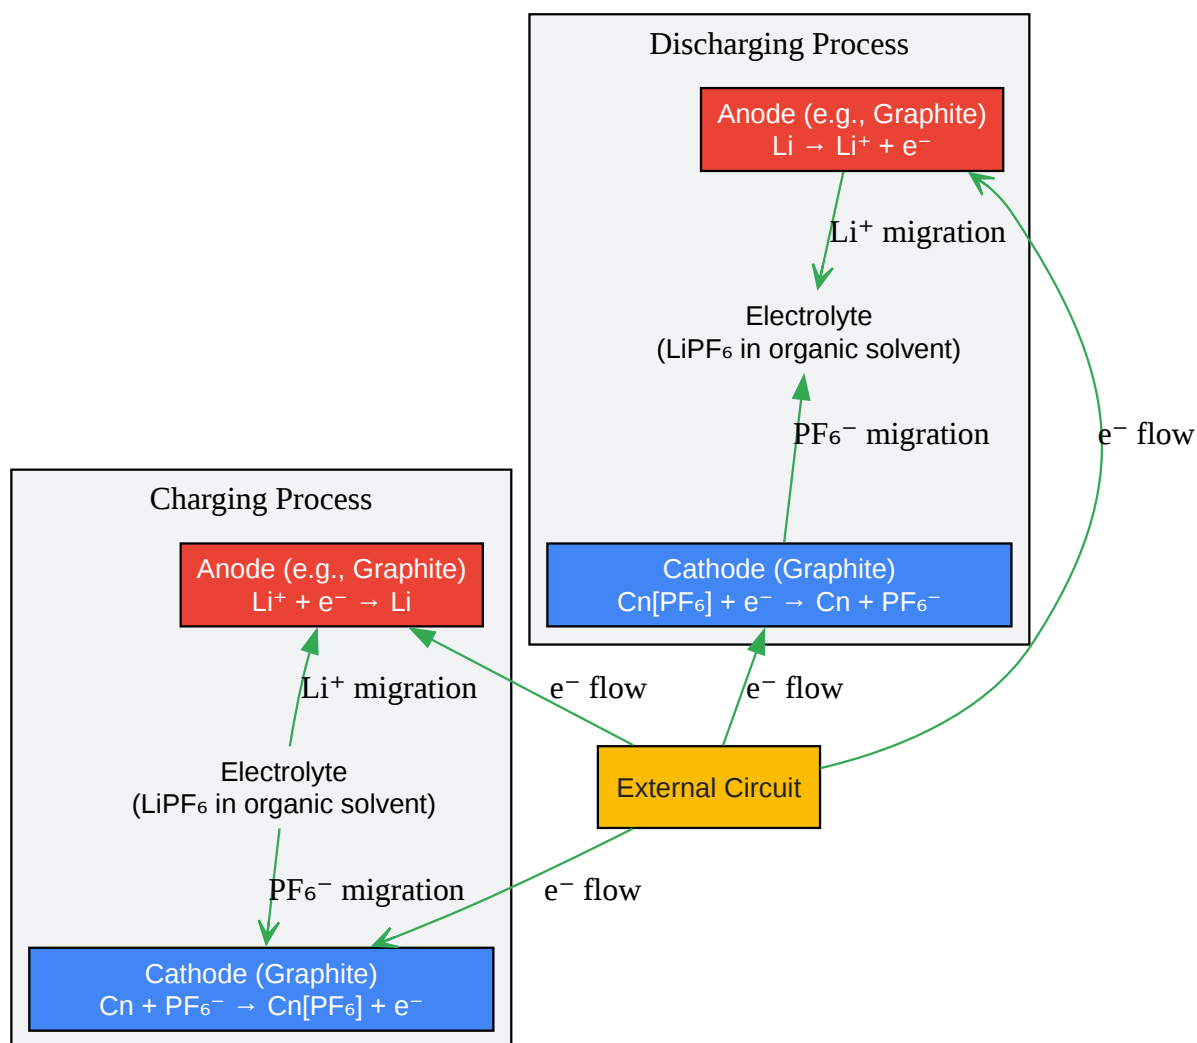 Discharging Process
Anode (e.g., Graphite)
Li → Li⁺ + e⁻
Li⁺ migration
Electrolyte
(LiPF₆ in organic solvent)
PF₆⁻ migration
e⁻ flow
Cathode (Graphite)
Cn[PF₆] + e⁻ → Cn + PF₆⁻
Charging Process
Anode (e.g., Graphite)
Li⁺ + e⁻ → Li
Li⁺ migration
e⁻ flow
e⁻ flow
Electrolyte
(LiPF₆ in organic solvent)
External Circuit
PF₆⁻ migration
e⁻ flow
Cathode (Graphite)
Cn + PF₆⁻ → Cn[PF₆] + e⁻